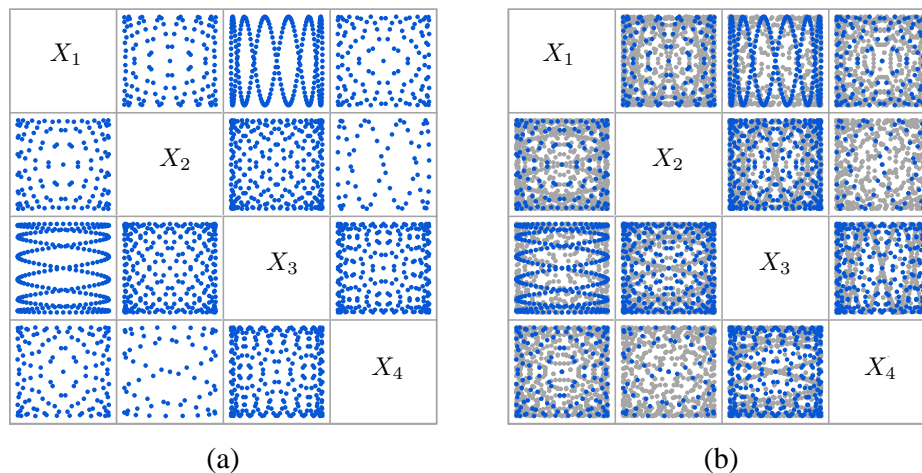 X₁ X₁
X₂ X₂
X₃ X₃
X₄ X₄
(a) (b)